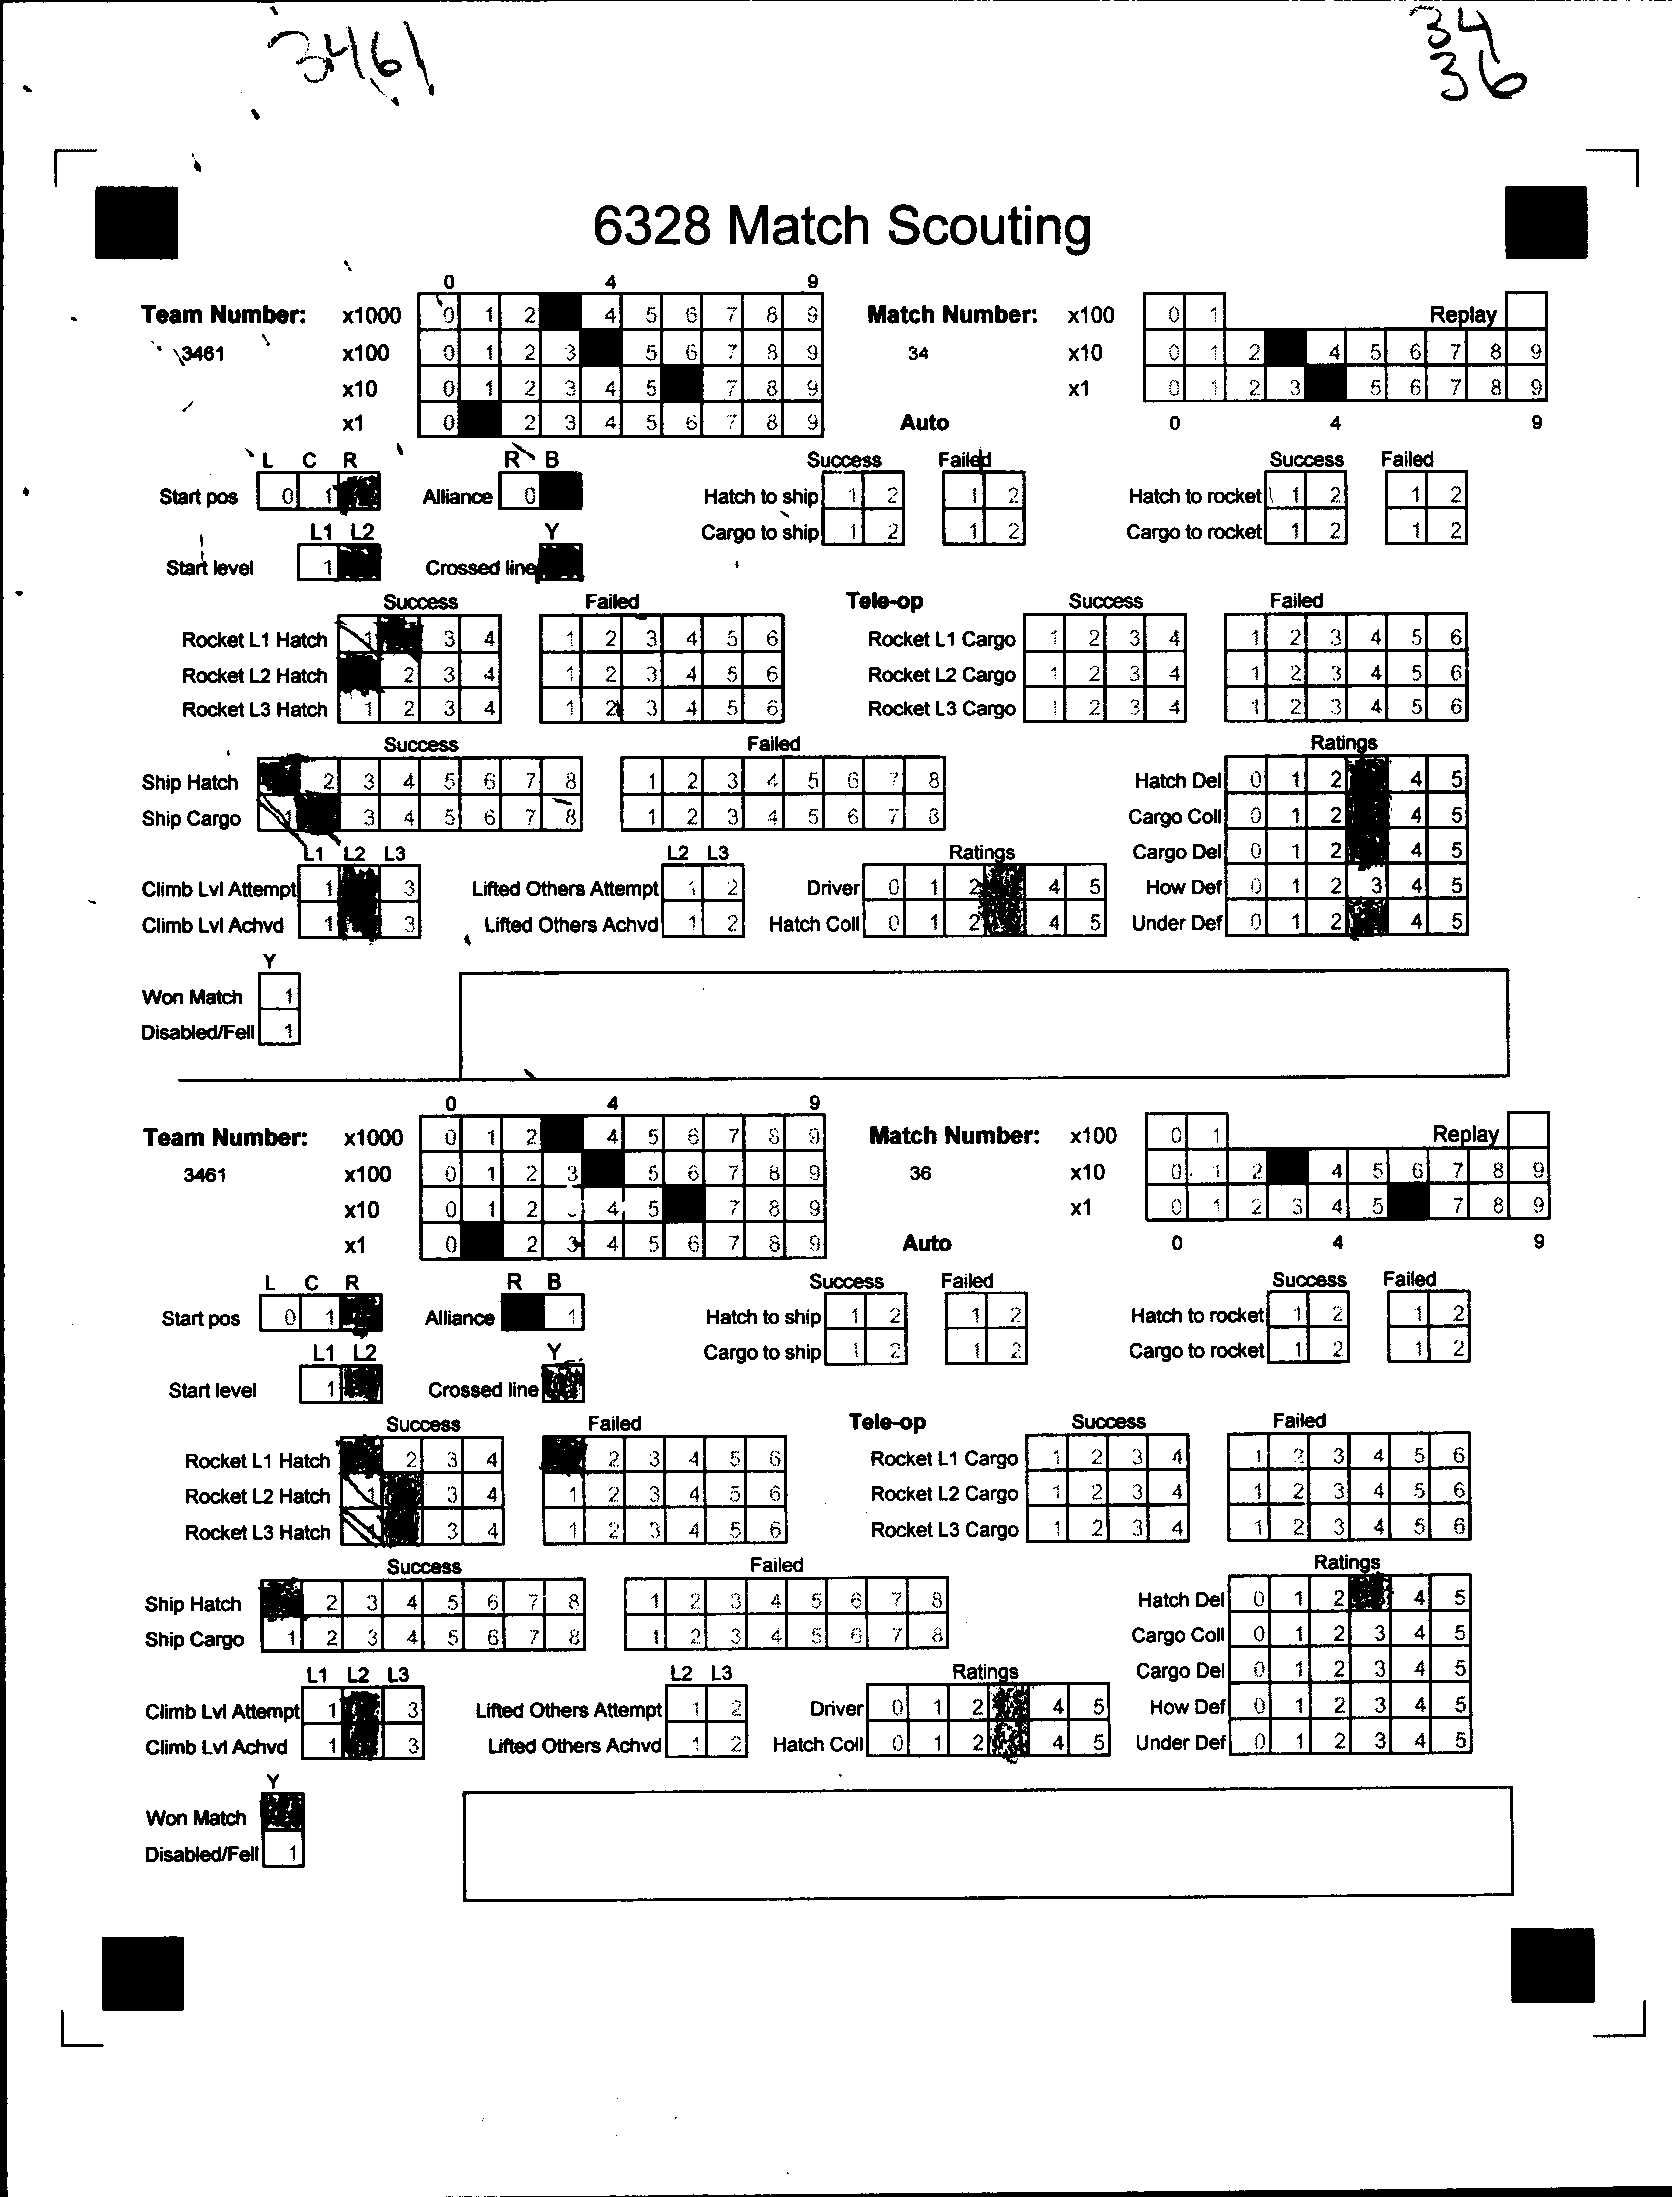 3461
34
36
6328 Match Scouting
0 4 9
Team Number: x1000 0 1 2 4 5 6 7 8 9 Match Number: x100 0 1 Replay
3461 x100 0 1 2 3 5 6 7 8 9 34 x10 0 1 2 4 5 6 7 8 9
x10 0 1 2 3 4 5 7 8 9 x1 0 1 2 3 5 6 7 8 9
x1 0 2 3 4 5 6 7 8 9 Auto 0 4 9
L C R R B Success Failed Success Failed
Start pos 0 1 Alliance 0 Hatch to ship 1 2 1 2 Hatch to rocket 1 2 1 2
L1 L2 Y Cargo to ship 1 2 1 2 Cargo to rocket 1 2 1 2
Start level 1 Crossed line
Success Failed Tele-op Success Failed
Rocket L1 Hatch 1 3 4 1 2 3 4 5 6 Rocket L1 Cargo 1 2 3 4 1 2 3 4 5 6
Rocket L2 Hatch 2 3 4 1 2 3 4 5 6 Rocket L2 Cargo 1 2 3 4 1 2 3 4 5 6
Rocket L3 Hatch 1 2 3 4 1 2 3 4 5 6 Rocket L3 Cargo 1 2 3 4 1 2 3 4 5 6
Success Failed Ratings
Ship Hatch 2 3 4 5 6 7 8 1 2 3 4 5 6 7 8 Hatch Del 0 1 2 4 5
Ship Cargo 1 3 4 5 6 7 8 1 2 3 4 5 6 7 8 Cargo Coll 0 1 2 4 5
L1 L2 L3 L2 L3 Ratings Cargo Del 0 1 2 4 5
Climb Lvl Attempt 1 3 Lifted Others Attempt 1 2 Driver 0 1 2 4 5 How Def 0 1 2 3 4 5
Climb Lvl Achvd 1 3 Lifted Others Achvd 1 2 Hatch Coll 0 1 2 4 5 Under Def 0 1 2 4 5
Y
Won Match 1
Disabled/Fell 1
0 4 9
Team Number: x1000 0 1 2 4 5 6 7 8 9 Match Number: x100 0 1 Replay
3461 x100 0 1 2 3 5 6 7 8 9 36 x10 0 1 2 4 5 6 7 8 9
x10 0 1 2 4 5 7 8 9 x1 0 1 2 3 4 5 7 8 9
x1 0 2 3 4 5 6 7 8 9 Auto 0 4 9
L C R R B Success Failed Success Failed
Start pos 0 1 Alliance 1 Hatch to ship 1 2 1 2 Hatch to rocket 1 2 1 2
L1 L2 Y Cargo to ship 1 2 1 2 Cargo to rocket 1 2 1 2
Start level 1 Crossed line
Success Failed Tele-op Success Failed
Rocket L1 Hatch 2 3 4 2 3 4 5 6 Rocket L1 Cargo 1 2 3 4 1 2 3 4 5 6
Rocket L2 Hatch 1 3 4 1 2 3 4 5 6 Rocket L2 Cargo 1 2 3 4 1 2 3 4 5 6
Rocket L3 Hatch 1 3 4 1 2 3 4 5 6 Rocket L3 Cargo 1 2 3 4 1 2 3 4 5 6
Success Failed Ratings
Ship Hatch 2 3 4 5 6 7 8 1 2 3 4 5 6 7 8 Hatch Del 0 1 2 4 5
Ship Cargo 1 2 3 4 5 6 7 8 1 2 3 4 5 6 7 8 Cargo Coll 0 1 2 3 4 5
L1 L2 L3 L2 L3 Ratings Cargo Del 0 1 2 3 4 5
Climb Lvl Attempt 1 3 Lifted Others Attempt 1 2 Driver 0 1 2 4 5 How Def 0 1 2 3 4 5
Climb Lvl Achvd 1 3 Lifted Others Achvd 1 2 Hatch Coll 0 1 2 4 5 Under Def 0 1 2 3 4 5
Y
Won Match
Disabled/Fell 1